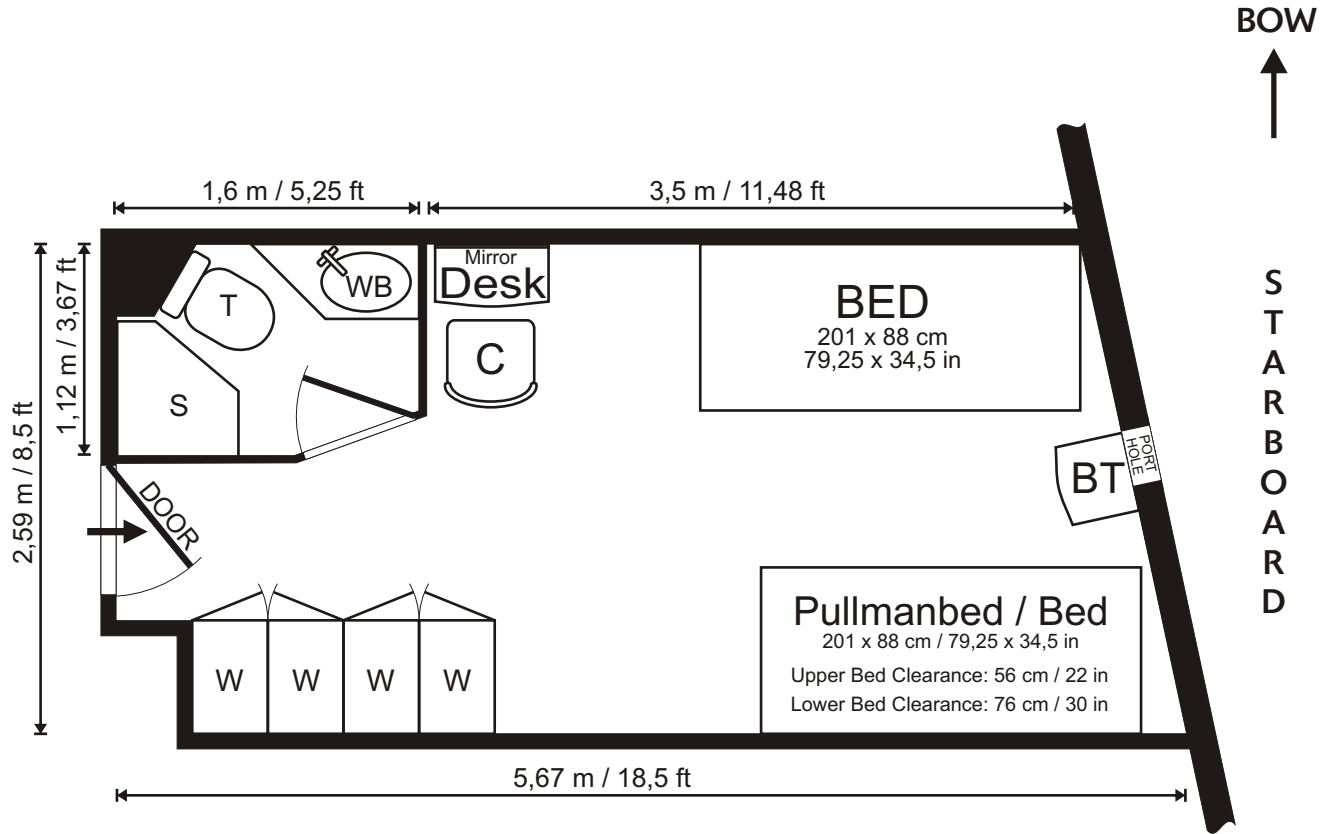 BOW
1,6 m / 5,25 ft
3,5 m / 11,48 ft
2,59 m / 8,5 ft
1,12 m / 3,67 ft
T
WB
Mirror
Desk
C
S
BED
201 x 88 cm
79,25 x 34,5 in
PORT
HOLE
BT
DOOR
W
W
W
W
Pullmanbed / Bed
201 x 88 cm / 79,25 x 34,5 in
Upper Bed Clearance: 56 cm / 22 in
Lower Bed Clearance: 76 cm / 30 in
5,67 m / 18,5 ft
STARBOARD